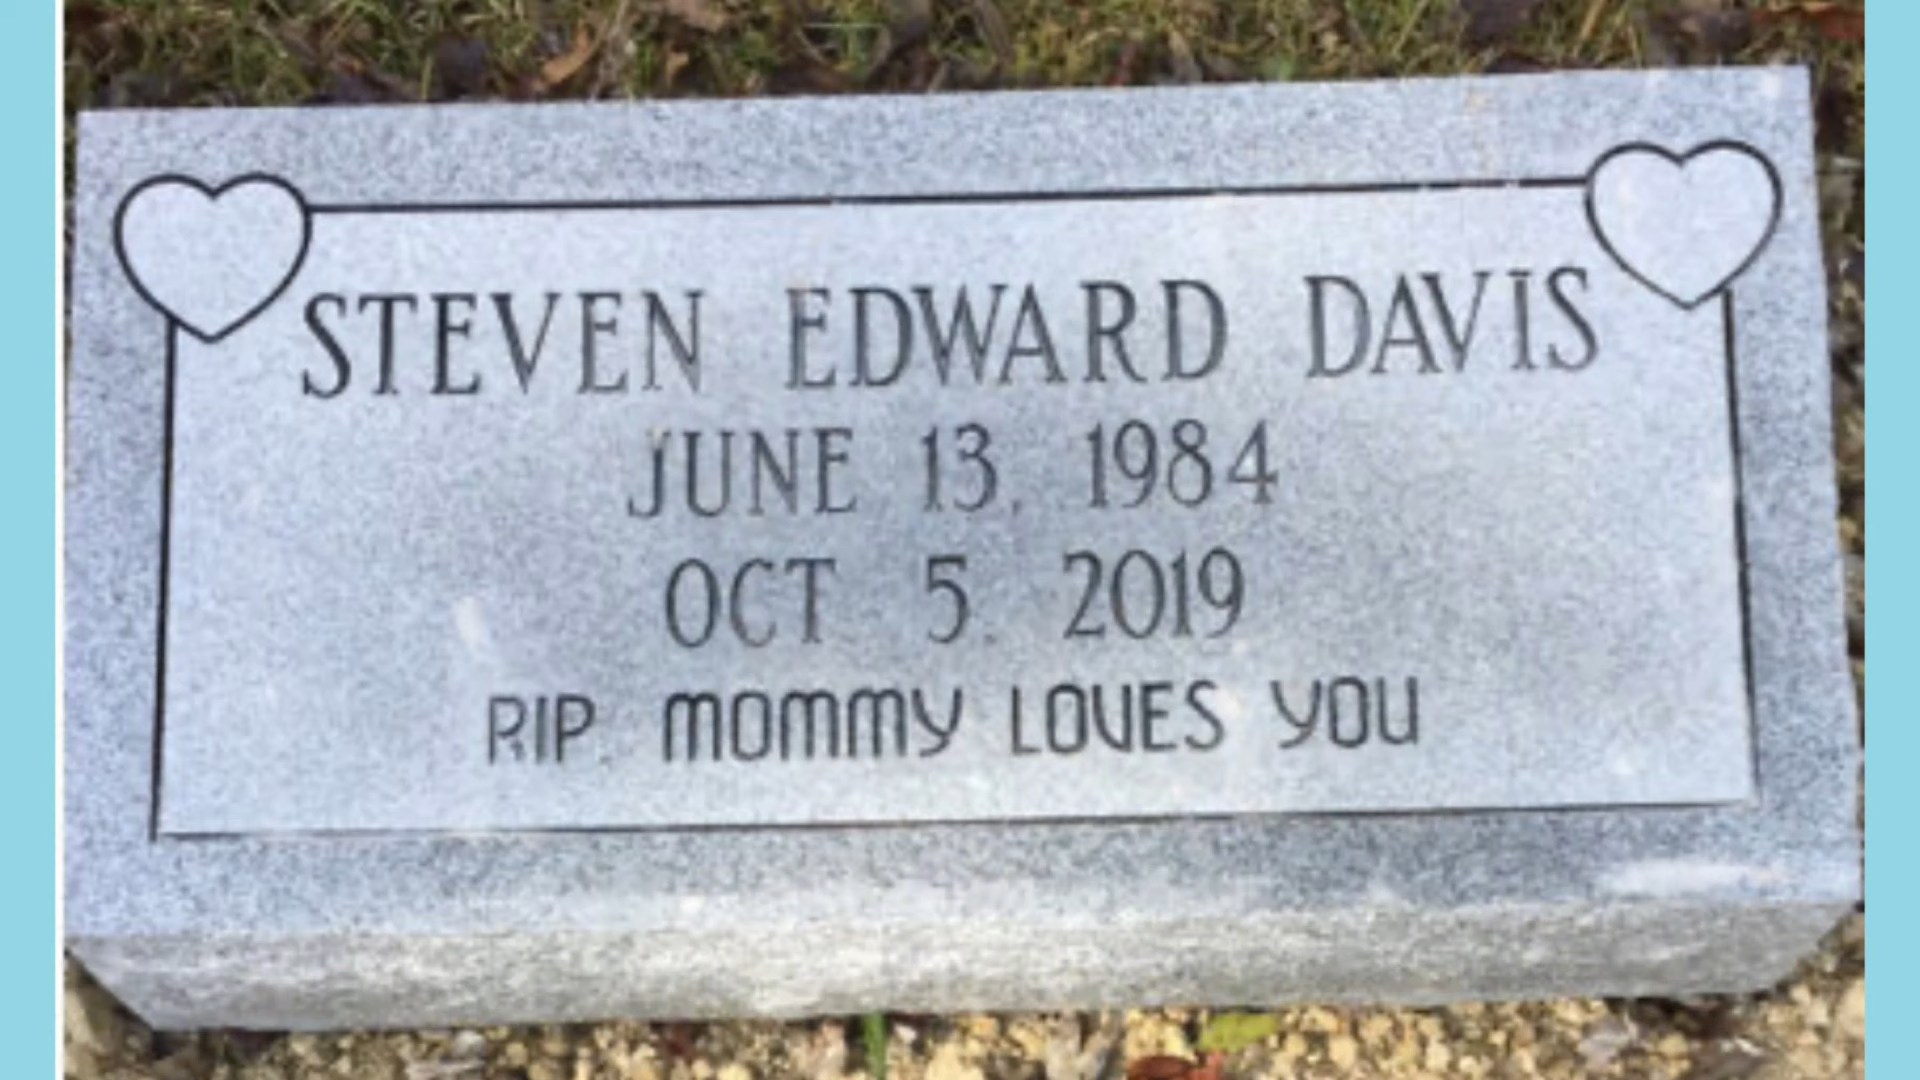 STEVEN EDWARD DAVIS
JUNE 13, 1984
OCT 5, 2019
RIP. MOMMY LOVES YOU